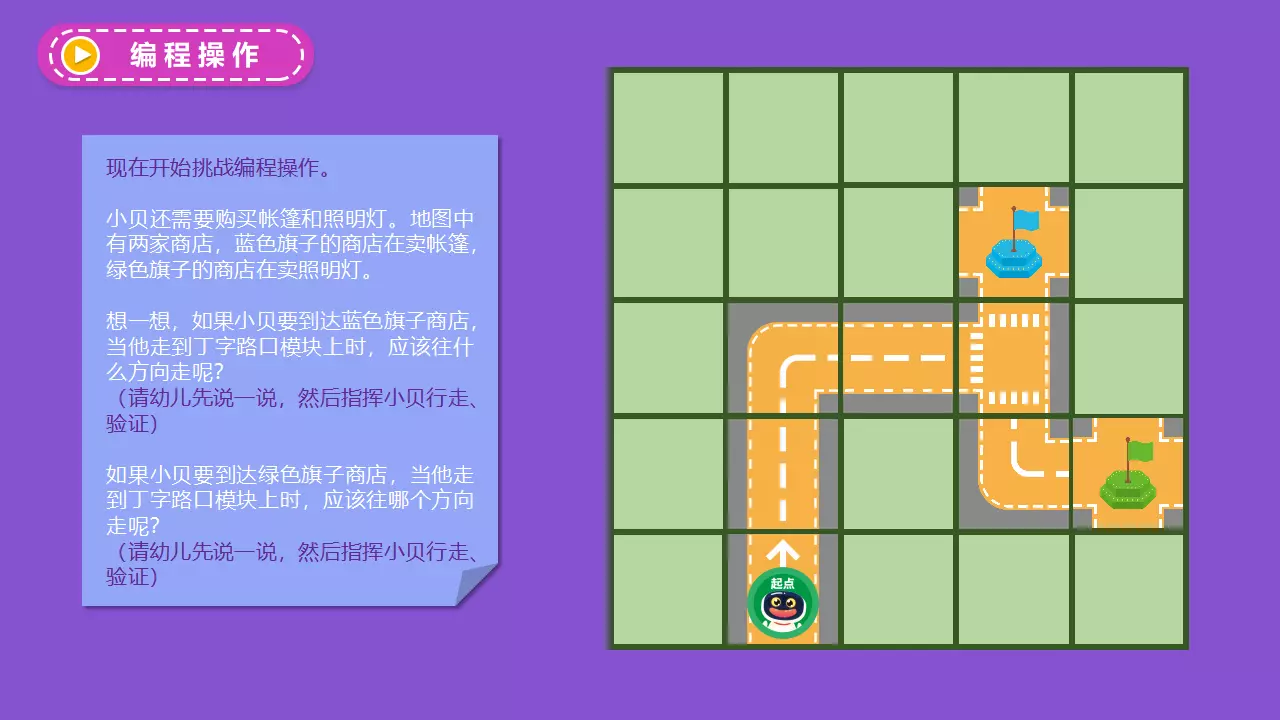 编程操作
现在开始挑战编程操作。
小贝还需要购买帐篷和照明灯。地图中
有两家商店，蓝色旗子的商店在卖帐篷，
绿色旗子的商店在卖照明灯。
想一想，如果小贝要到达蓝色旗子商店，
当他走到丁字路口模块上时，应该往什
么方向走呢?
（请幼儿先说一说，然后指挥小贝行走、
验证）
如果小贝要到达绿色旗子商店，当他走
到丁字路口模块上时，应该往哪个方向
走呢?
（请幼儿先说一说，然后指挥小贝行走、
验证）
起点